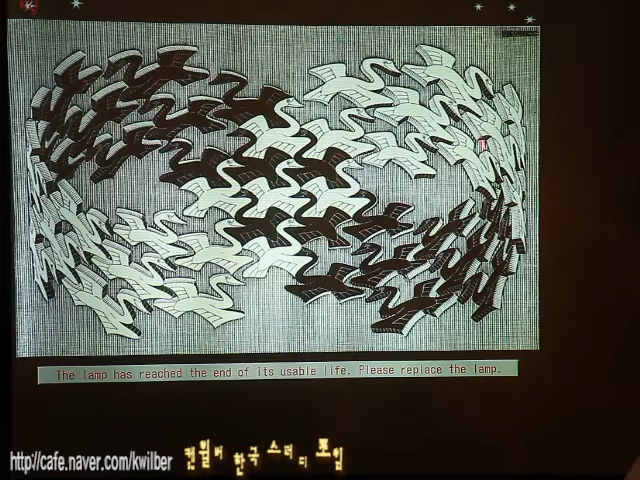 The lamp has reached the end of its usable life. Please replace the lamp.
http://cafe.naver.com/kwilber 켄윌버 한국 스터디 모임